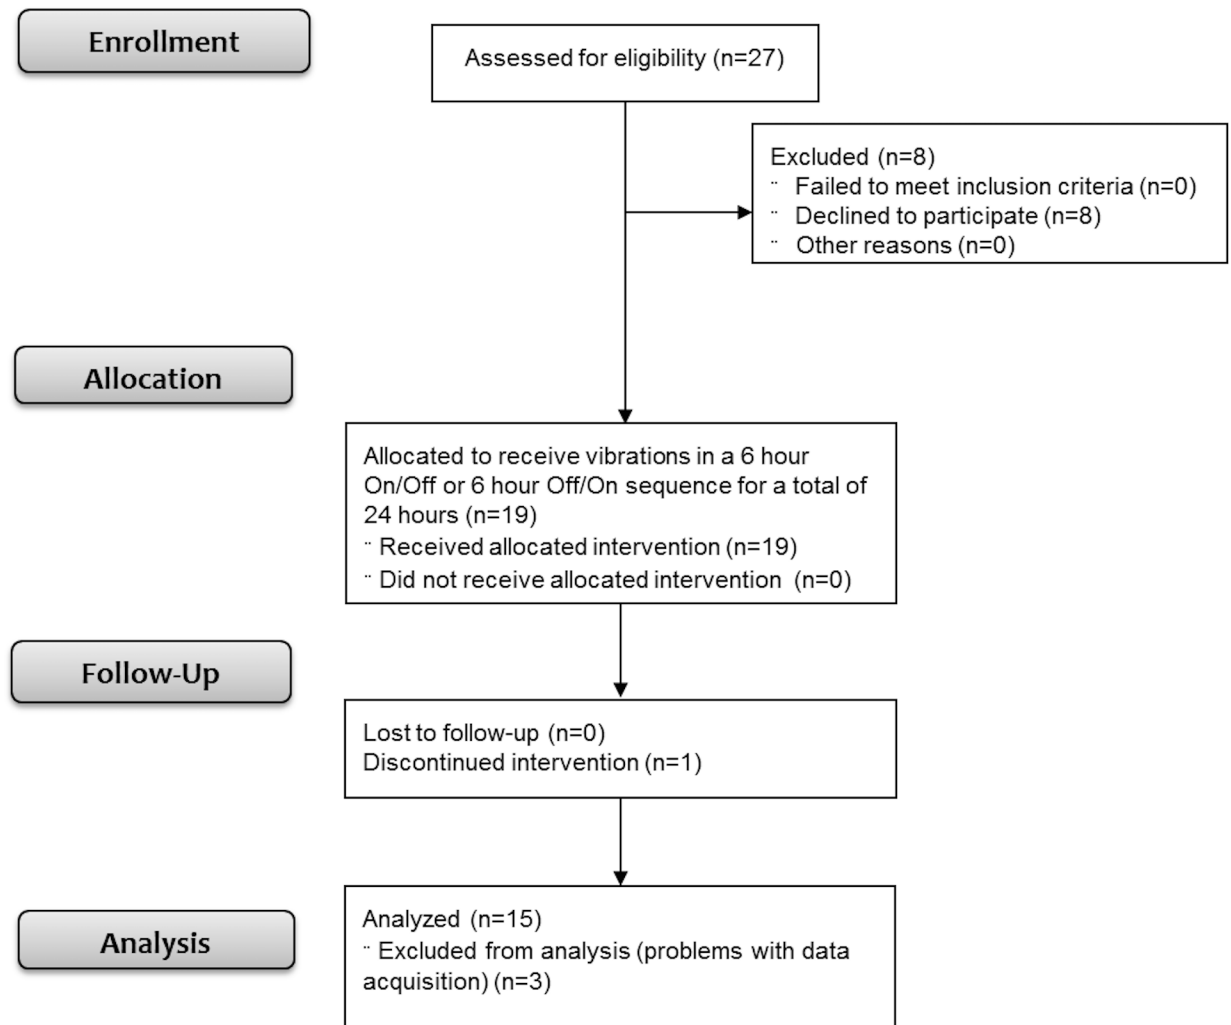 Enrollment
Assessed for eligibility (n=27)
Excluded (n=8)
¨ Failed to meet inclusion criteria (n=0)
¨ Declined to participate (n=8)
¨ Other reasons (n=0)
Allocation
Allocated to receive vibrations in a 6 hour
On/Off or 6 hour Off/On sequence for a total of
24 hours (n=19)
¨ Received allocated intervention (n=19)
¨ Did not receive allocated intervention (n=0)
Follow-Up
Lost to follow-up (n=0)
Discontinued intervention (n=1)
Analysis
Analyzed (n=15)
¨ Excluded from analysis (problems with data
acquisition) (n=3)